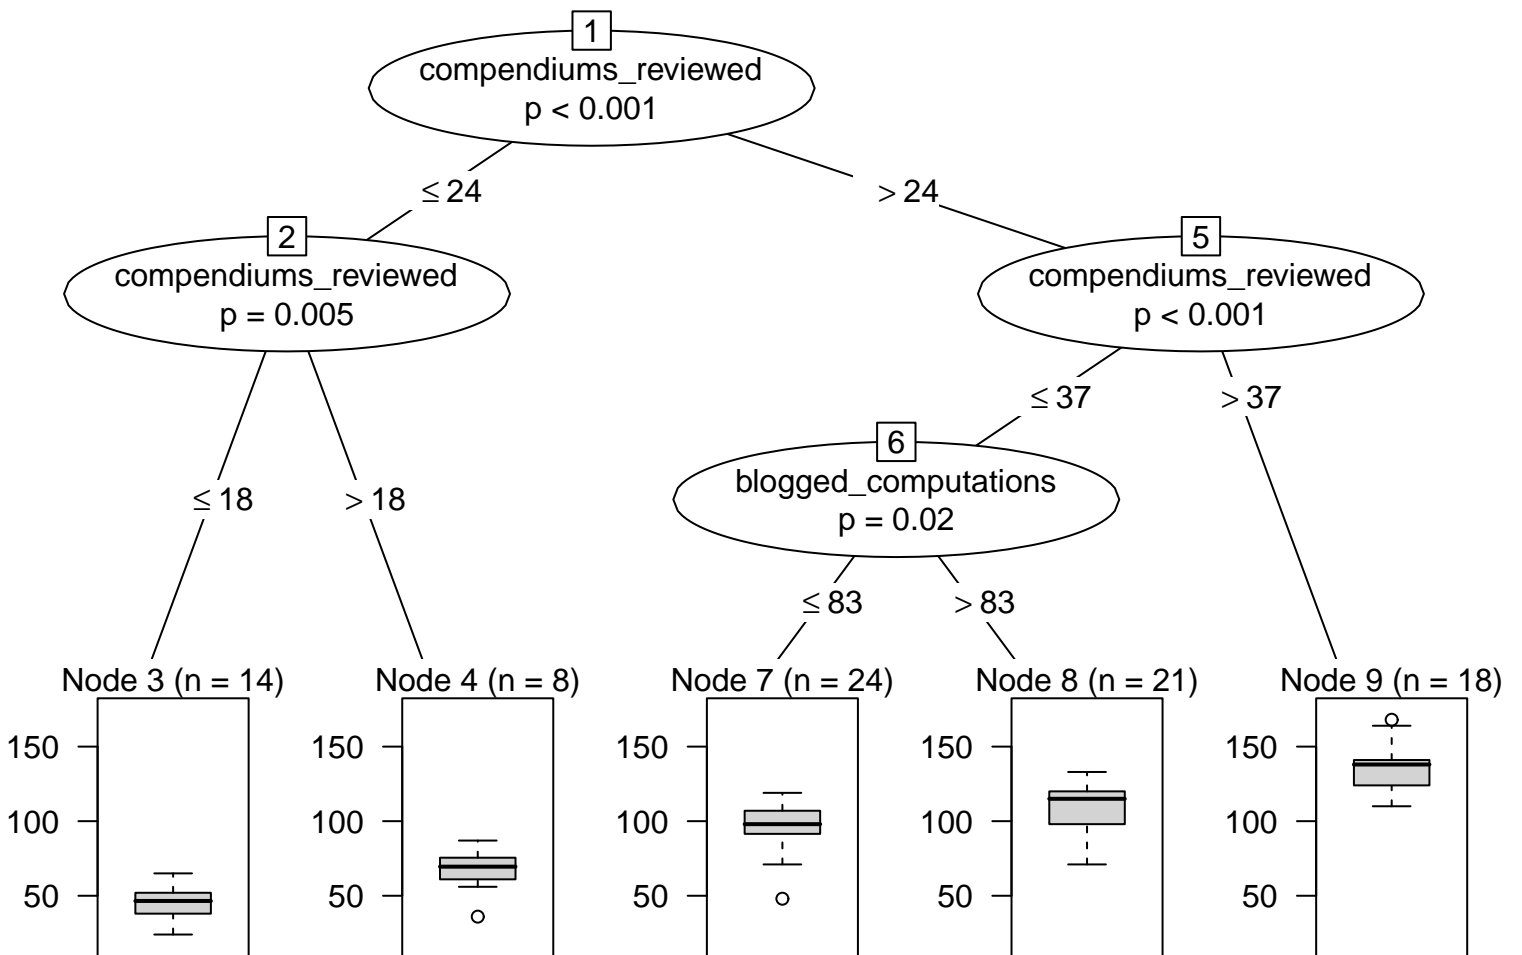 1
compendiums_reviewed
p < 0.001
≤ 24
> 24
2
compendiums_reviewed
p = 0.005
5
compendiums_reviewed
p < 0.001
≤ 37
> 37
6
blogged_computations
p = 0.02
≤ 18
> 18
≤ 83
> 83
Node 3 (n = 14)
50
100
150
Node 4 (n = 8)
50
100
150
Node 7 (n = 24)
50
100
150
Node 8 (n = 21)
50
100
150
Node 9 (n = 18)
50
100
150